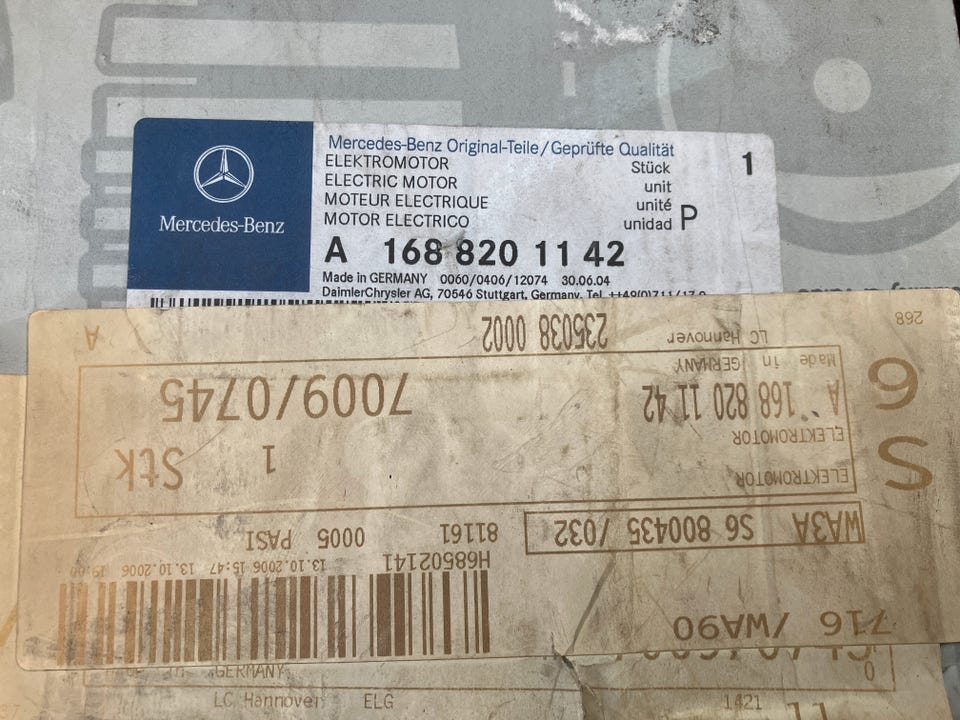 Mercedes-Benz
Mercedes-Benz Original-Teile/Geprüfte Qualität
ELEKTROMOTOR
ELECTRIC MOTOR
MOTEUR ELECTRIQUE
MOTOR ELECTRICO
Stück
unit
unité
unidad P
1
A 168 820 11 42
Made in GERMANY 0060/0406/12074 30.06.04
DaimlerChrysler AG, 70546 Stuttgart, Germany, Tel.
716/WA90
H68502141 13.10.2006 15:47 13.10.2006 19:00
81161 0005 PASI
WA3A S6 800435 /032
S 6
ELEKTROMOTOR
ELEKTROMOTOR
1 Stk
A 168 820 11 42
7009/0745
Made in
GERMANY
LC Hannover
235038 0002
A
268
GERMANY
LC Hannover ELG
1421